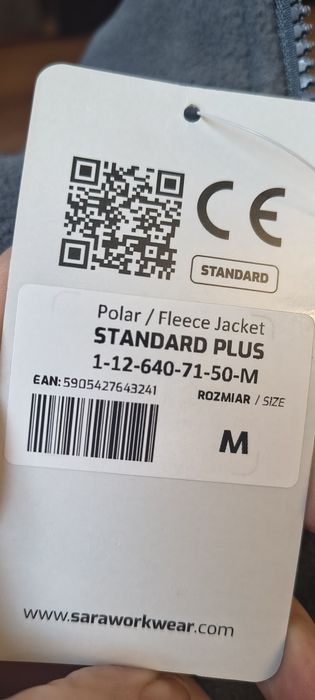 CE
STANDARD
Polar / Fleece Jacket
STANDARD PLUS
1-12-640-71-50-M
EAN: 5905427643241
ROZMIAR / SIZE
M
www.saraworkwear.com